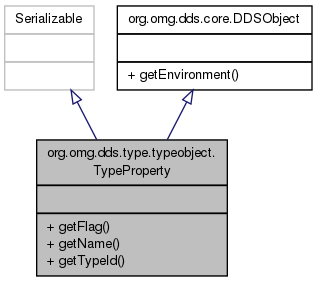 Serializable
org.omg.dds.core.DDSObject
+ getEnvironment()
org.omg.dds.type.typeobject.
TypeProperty
+ getFlag()
+ getName()
+ getTypeId()